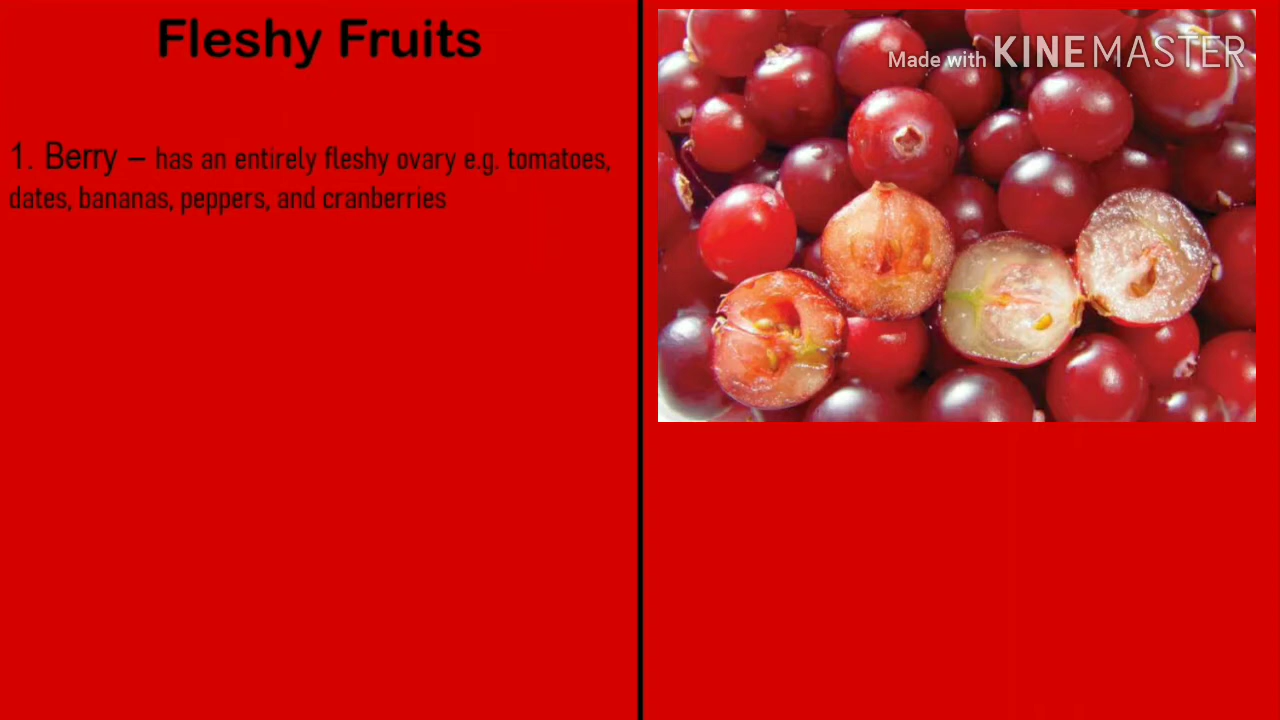 Fleshy Fruits
1. Berry – has an entirely fleshy ovary e.g. tomatoes,
dates, bananas, peppers, and cranberries
Made with KINEMASTER